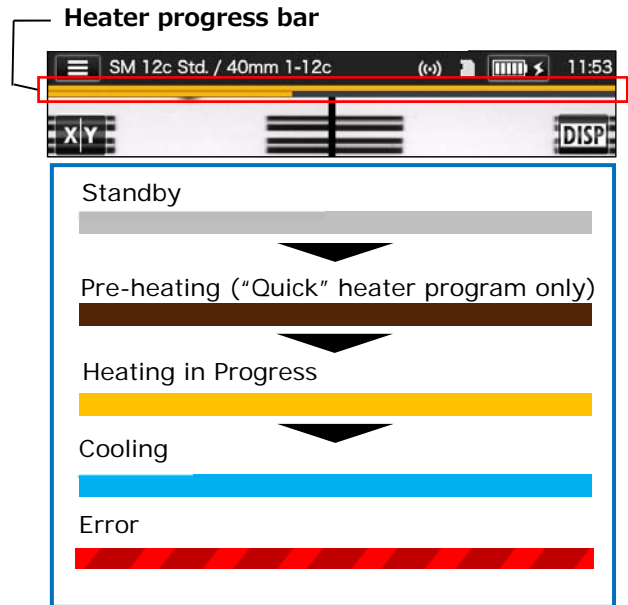 Heater progress bar
SM 12c Std. / 40mm 1-12c 11:53
X Y DISP
Standby
Pre-heating ("Quick" heater program only)
Heating in Progress
Cooling
Error